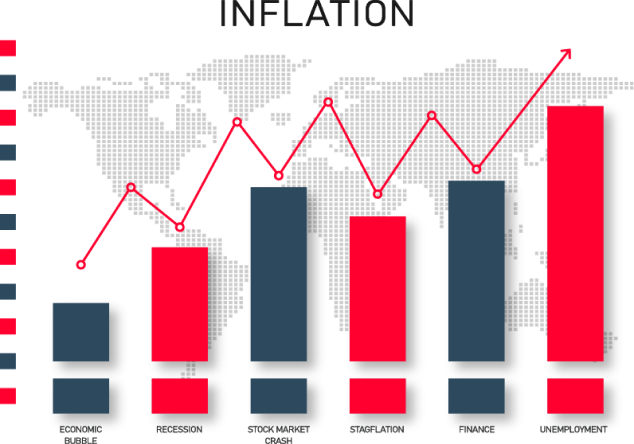 INFLATION
ECONOMIC
BUBBLE
RECESSION
STOCK MARKET
CRASH
STAGFLATION
FINANCE
UNEMPLOYMENT